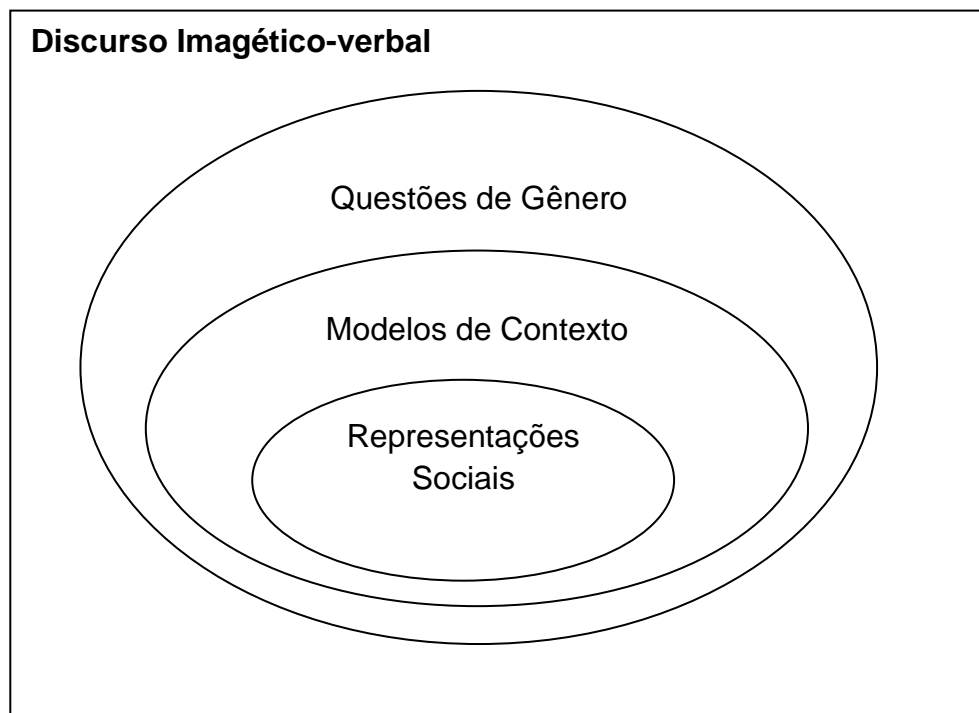 Discurso Imagético-verbal
Questões de Gênero
Modelos de Contexto
Representações
Sociais